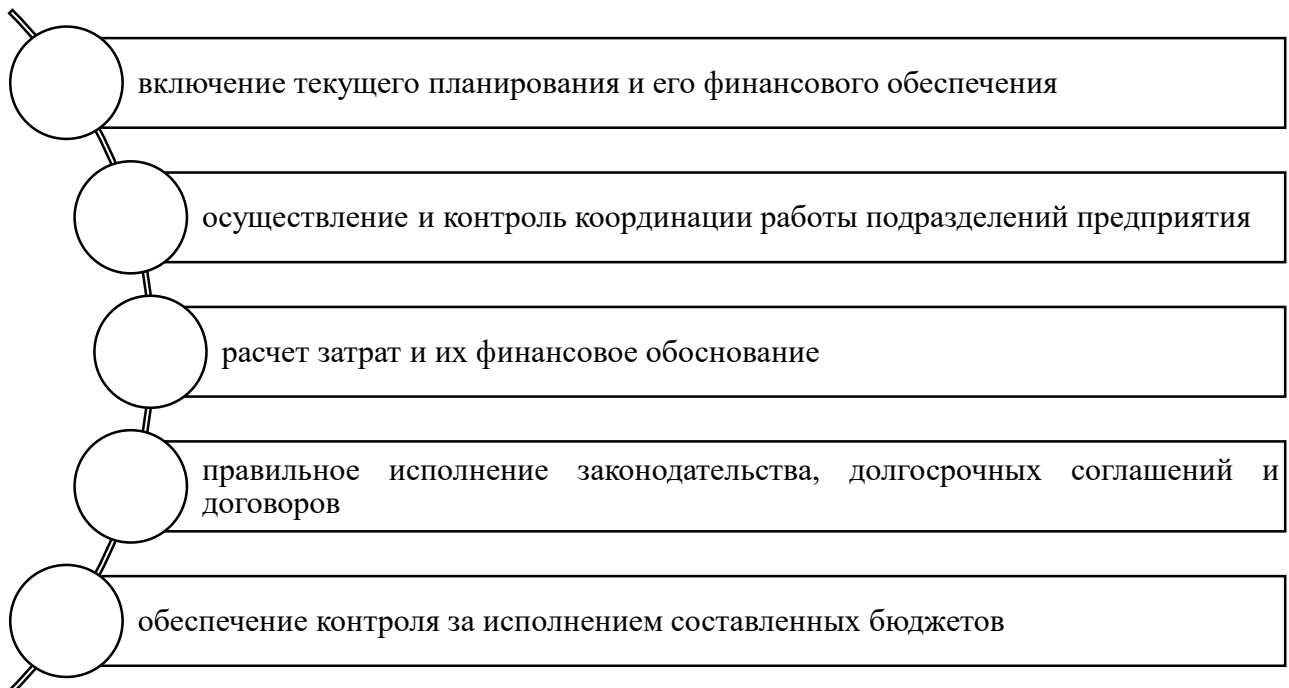 включение текущего планирования и его финансового обеспечения
осуществление и контроль координации работы подразделений предприятия
расчет затрат и их финансовое обоснование
правильное исполнение законодательства, долгосрочных соглашений и
договоров
обеспечение контроля за исполнением составленных бюджетов